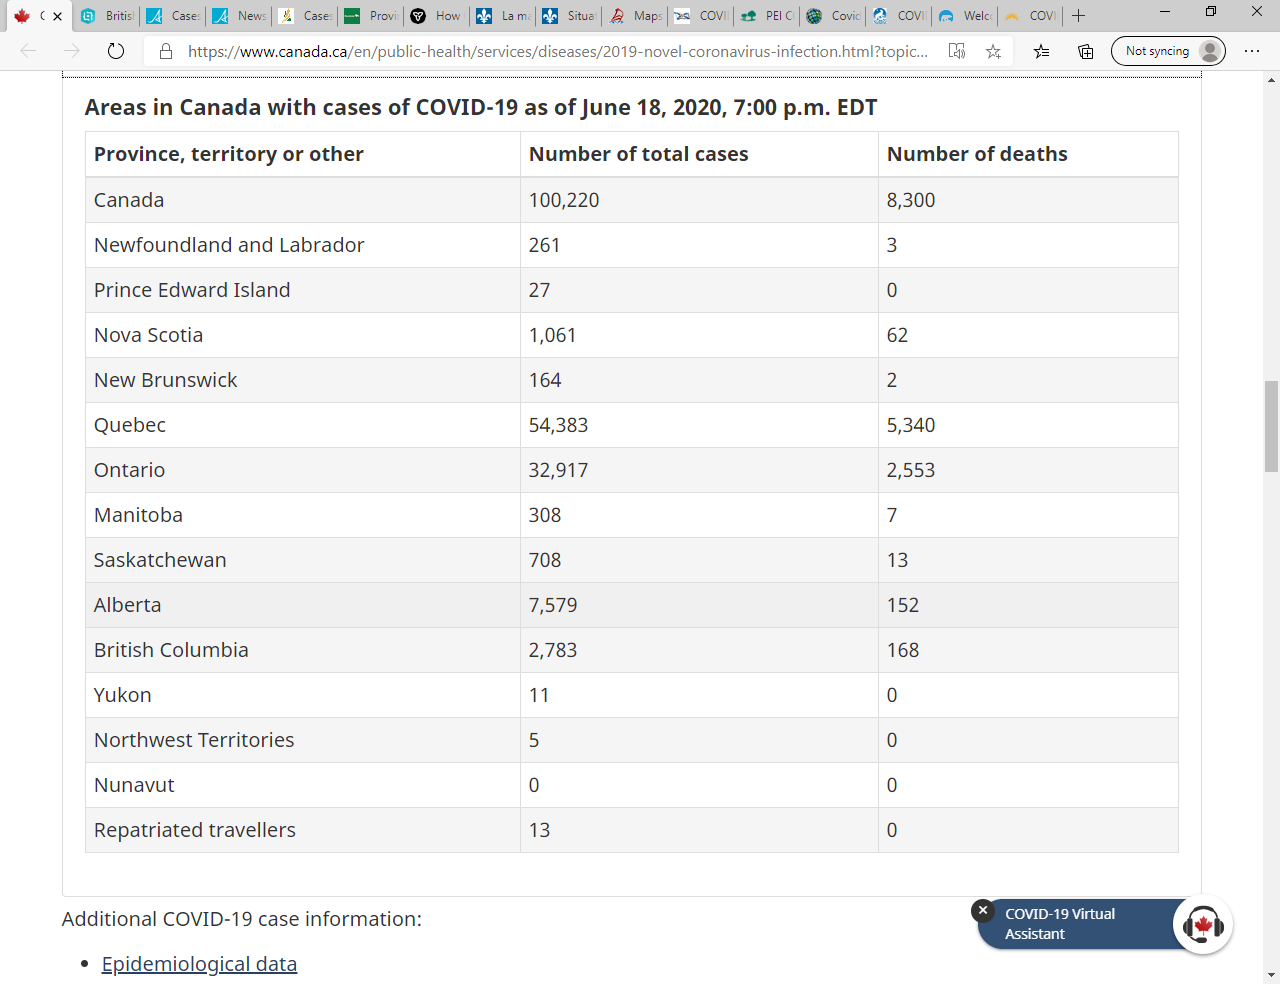 Britis
Case
News
Case
Provi
How
La ma
Situa
Maps
COVI
PEI C
Covid
COVI
Welc
COVI
https://www.canada.ca/en/public-health/services/diseases/2019-novel-coronavirus-infection.html?topic...
Not syncing
Areas in Canada with cases of COVID-19 as of June 18, 2020, 7:00 p.m. EDT
Province, territory or other Number of total cases Number of deaths
Canada 100,220 8,300
Newfoundland and Labrador 261 3
Prince Edward Island 27 0
Nova Scotia 1,061 62
New Brunswick 164 2
Quebec 54,383 5,340
Ontario 32,917 2,553
Manitoba 308 7
Saskatchewan 708 13
Alberta 7,579 152
British Columbia 2,783 168
Yukon 11 0
Northwest Territories 5 0
Nunavut 0 0
Repatriated travellers 13 0
Additional COVID-19 case information:
COVID-19 Virtual
Assistant
• Epidemiological data